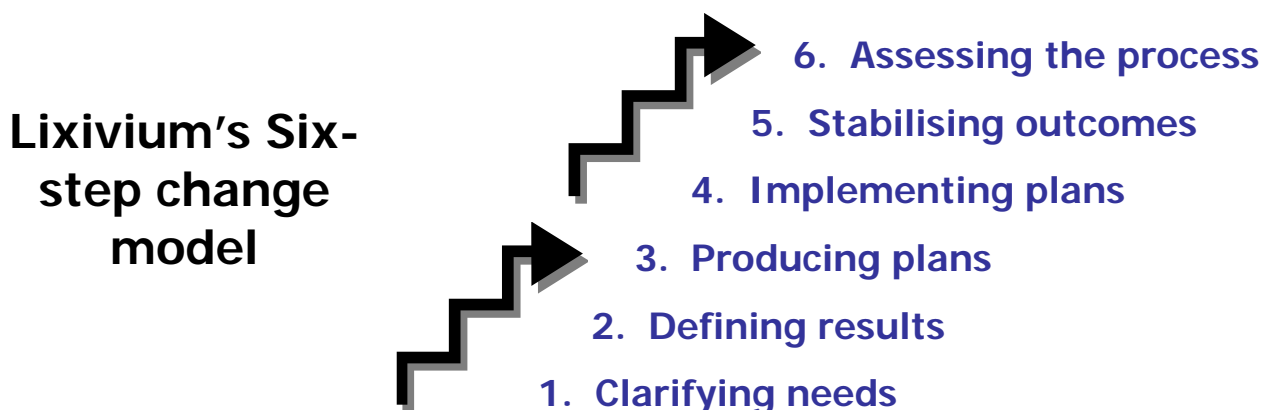 Lixivium's Six-
step change
model
6. Assessing the process
5. Stabilising outcomes
4. Implementing plans
3. Producing plans
2. Defining results
1. Clarifying needs